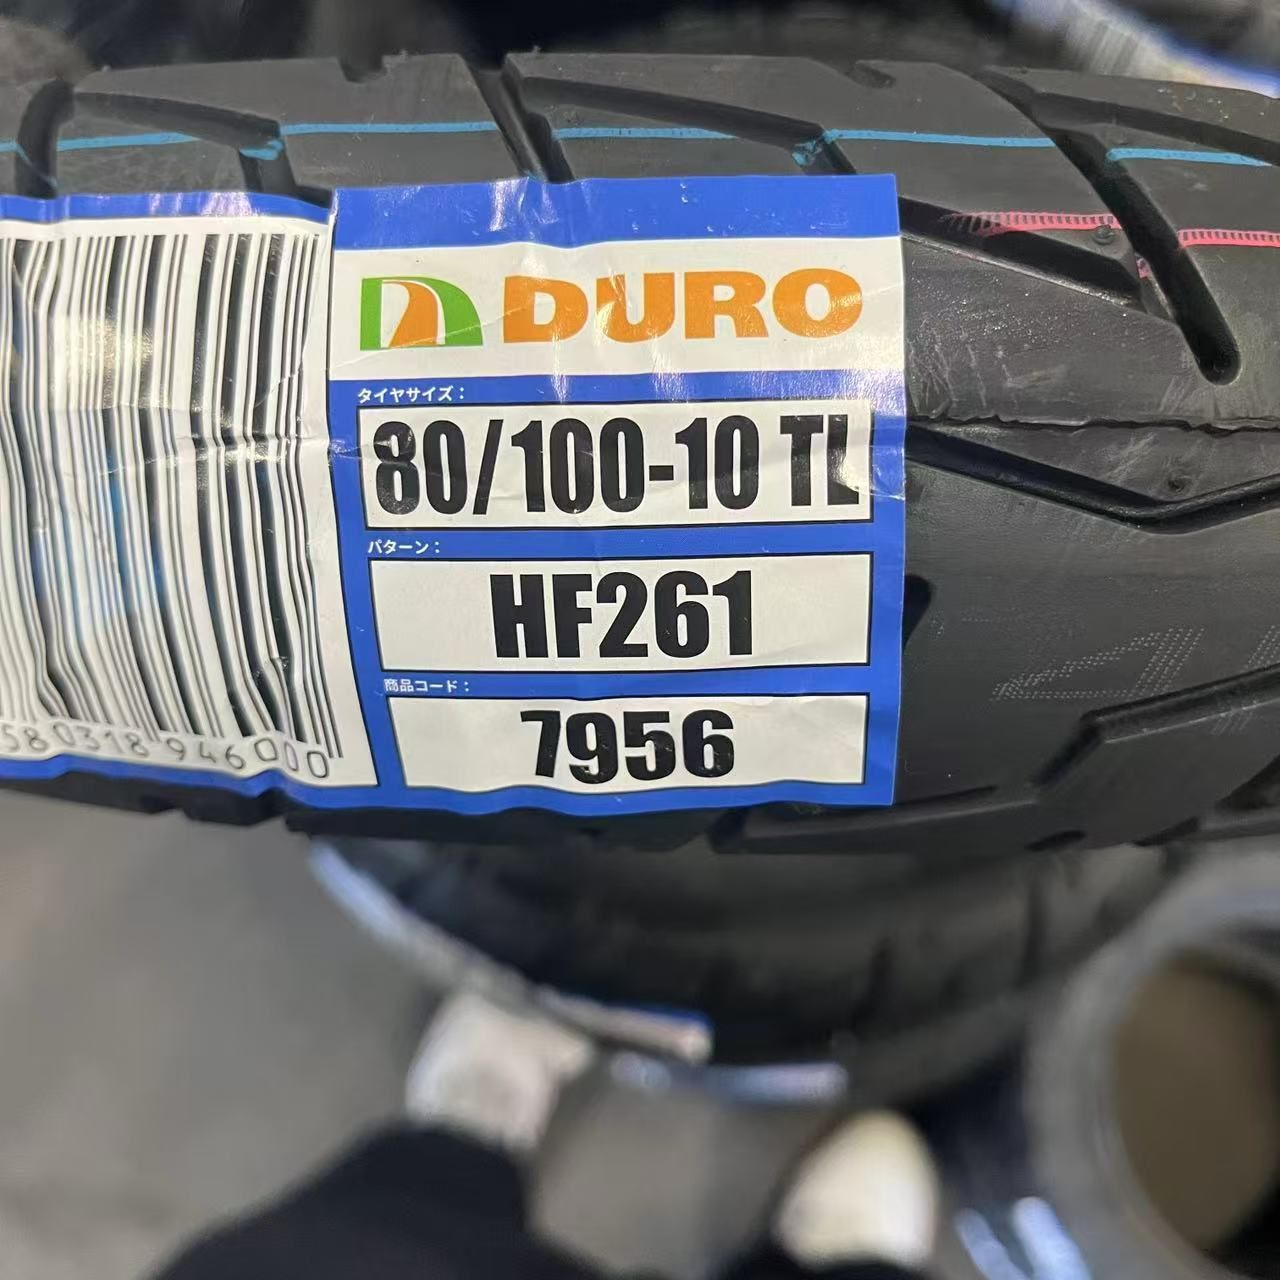 DURO
タイヤサイズ：
80/100-10 TL
パターン：
HF261
商品コード：
7956
580318946000